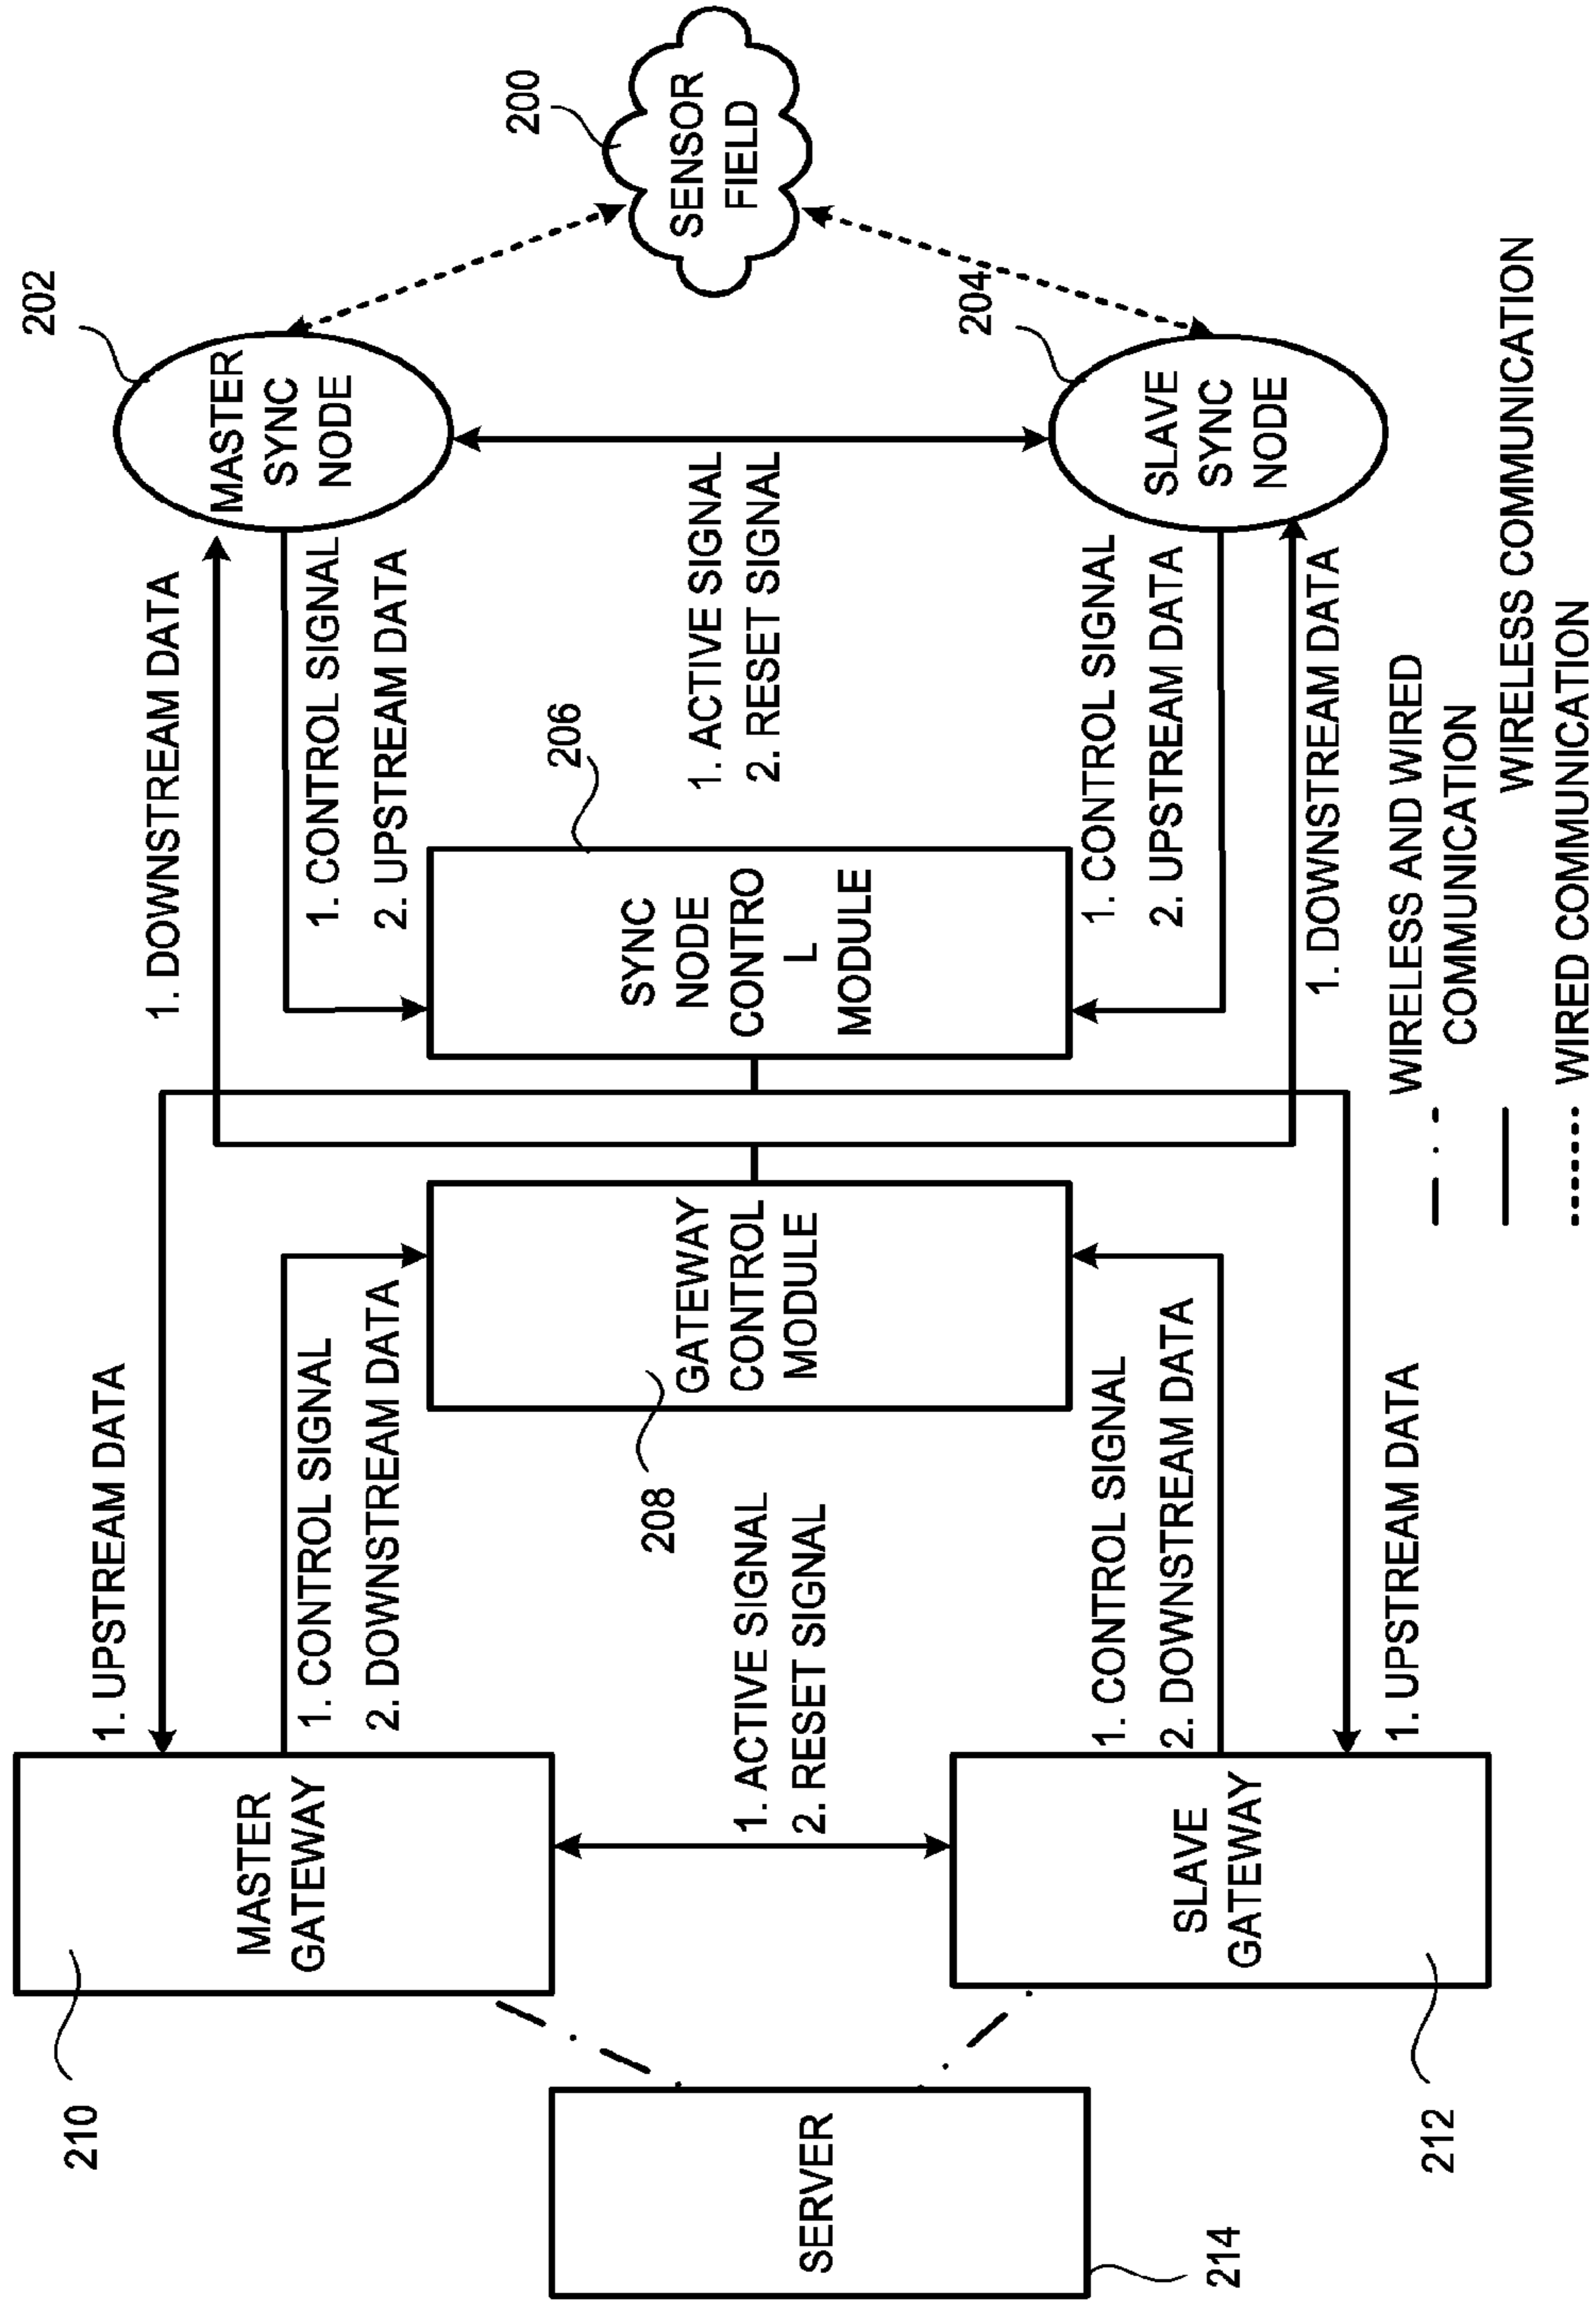 210
MASTER
GATEWAY
1. UPSTREAM DATA
1. CONTROL SIGNAL
2. DOWNSTREAM DATA
1. DOWNSTREAM DATA
1. CONTROL SIGNAL
2. UPSTREAM DATA
202
MASTER
SYNC
NODE
200
SENSOR
FIELD
214
SERVER
1. ACTIVE SIGNAL
2. RESET SIGNAL
208
GATEWAY
CONTROL
MODULE
206
SYNC
NODE
CONTRO
L
MODULE
1. ACTIVE SIGNAL
2. RESET SIGNAL
212
SLAVE
GATEWAY
1. CONTROL SIGNAL
2. DOWNSTREAM DATA
1. UPSTREAM DATA
1. CONTROL SIGNAL
2. UPSTREAM DATA
1. DOWNSTREAM DATA
204
SLAVE
SYNC
NODE
WIRELESS AND WIRED
COMMUNICATION
WIRELESS COMMUNICATION
WIRED COMMUNICATION